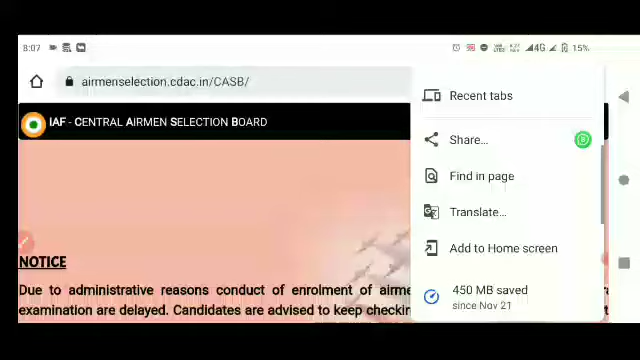 8:07
4G 15%
airmenselection.cdac.in/CASB/
Recent tabs
IAF - CENTRAL AIRMEN SELECTION BOARD
Share...
Find in page
Translate...
Add to Home screen
NOTICE
450 MB saved
since Nov 21
Due to administrative reasons conduct of enrolment of airme
examination are delayed. Candidates are advised to keep checkin